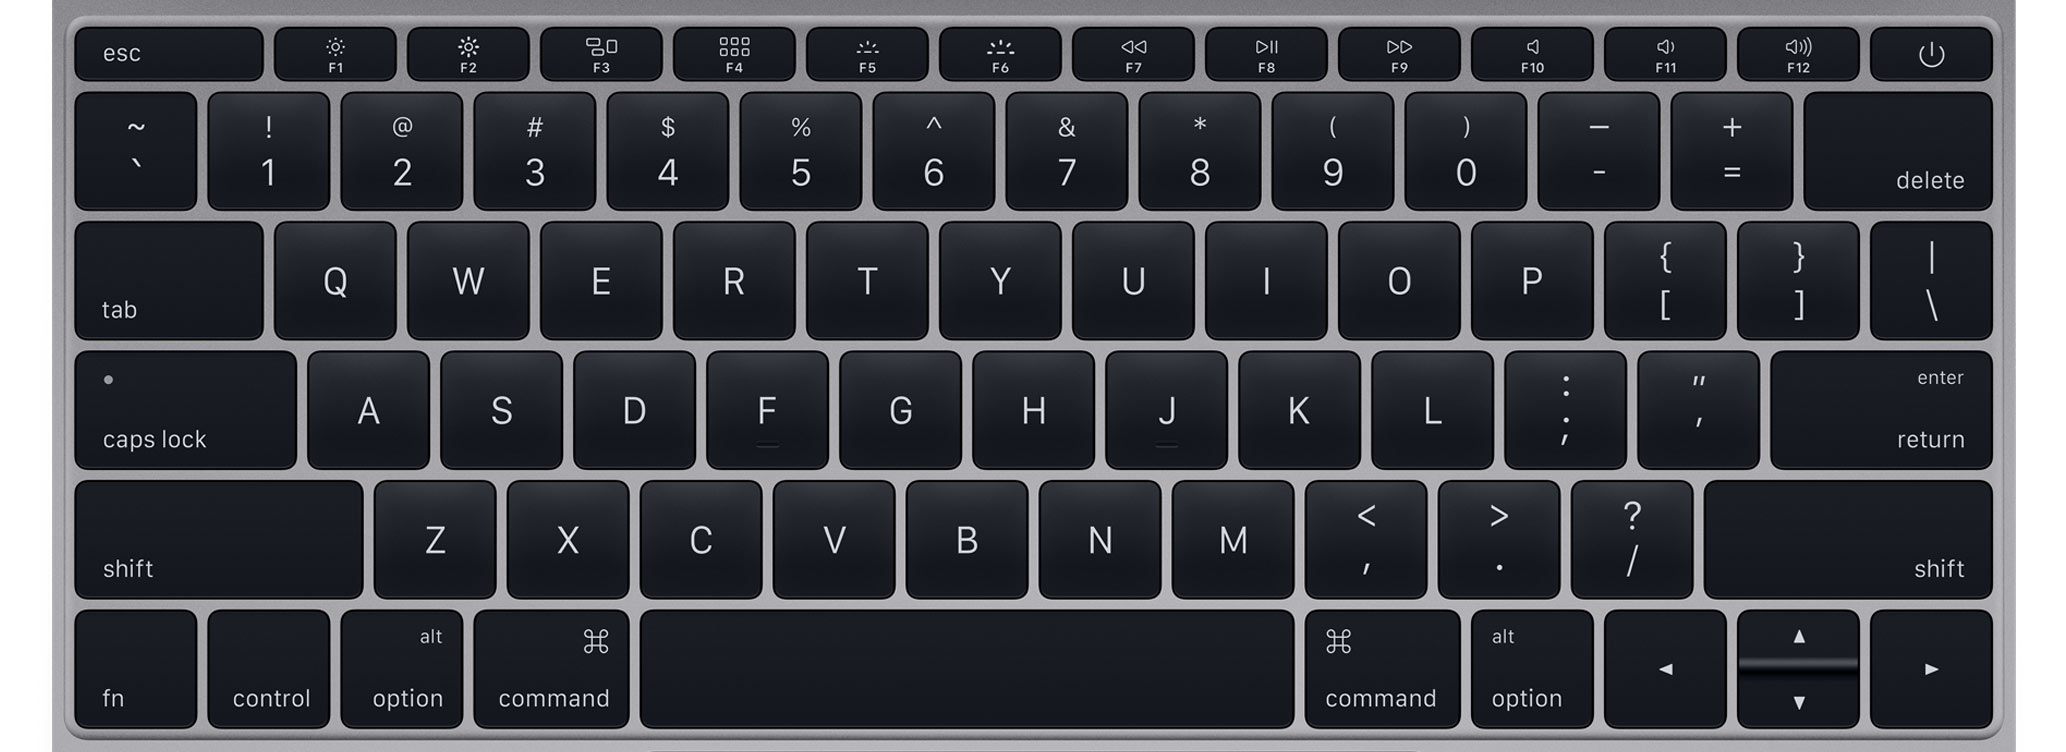 esc F1 F2 F3 F4 F5 F6 F7 F8 F9 F10 F11 F12
~ ! @ # $ % ^ & * ( ) — +
` 1 2 3 4 5 6 7 8 9 0 - = delete
{ } |
tab Q W E R T Y U I O P [ ] \
: " enter
caps lock A S D F G H J K L ; ' return
< > ?
shift Z X C V B N M , . / shift
alt ⌘ ⌘ alt ▲
fn control option command command option ◀ ▼ ▶